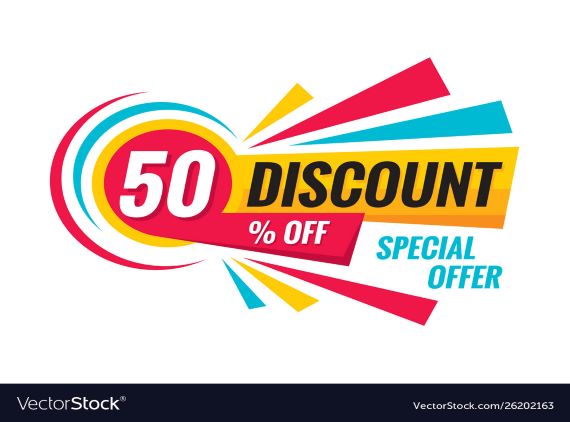 50 DISCOUNT
% OFF
SPECIAL
OFFER
VectorStock®
VectorStock.com/26202163